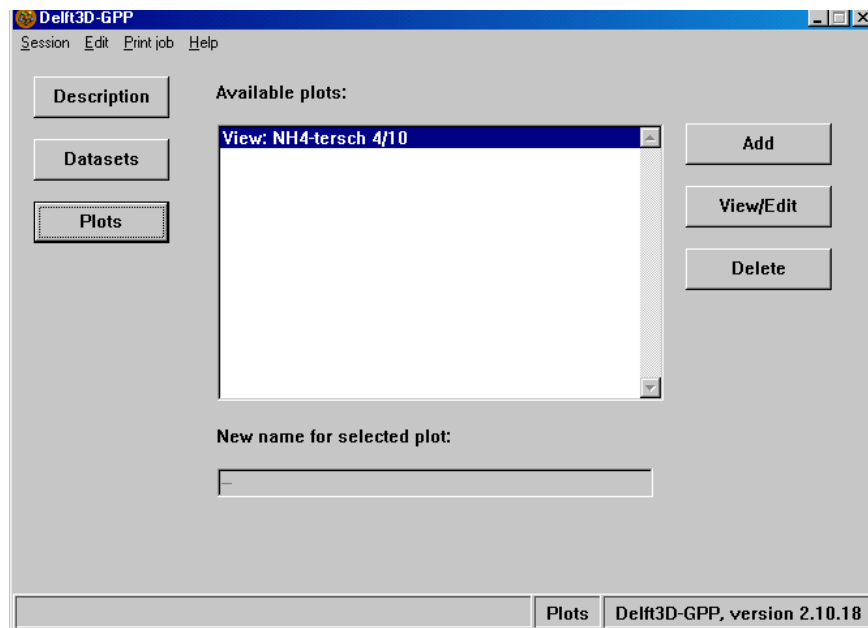 Delft3D-GPP
Session Edit Print job Help
Description
Datasets
Plots
Available plots:
View: NH4-tersch 4/10
Add
View/Edit
Delete
New name for selected plot:
Plots
Delft3D-GPP, version 2.10.18